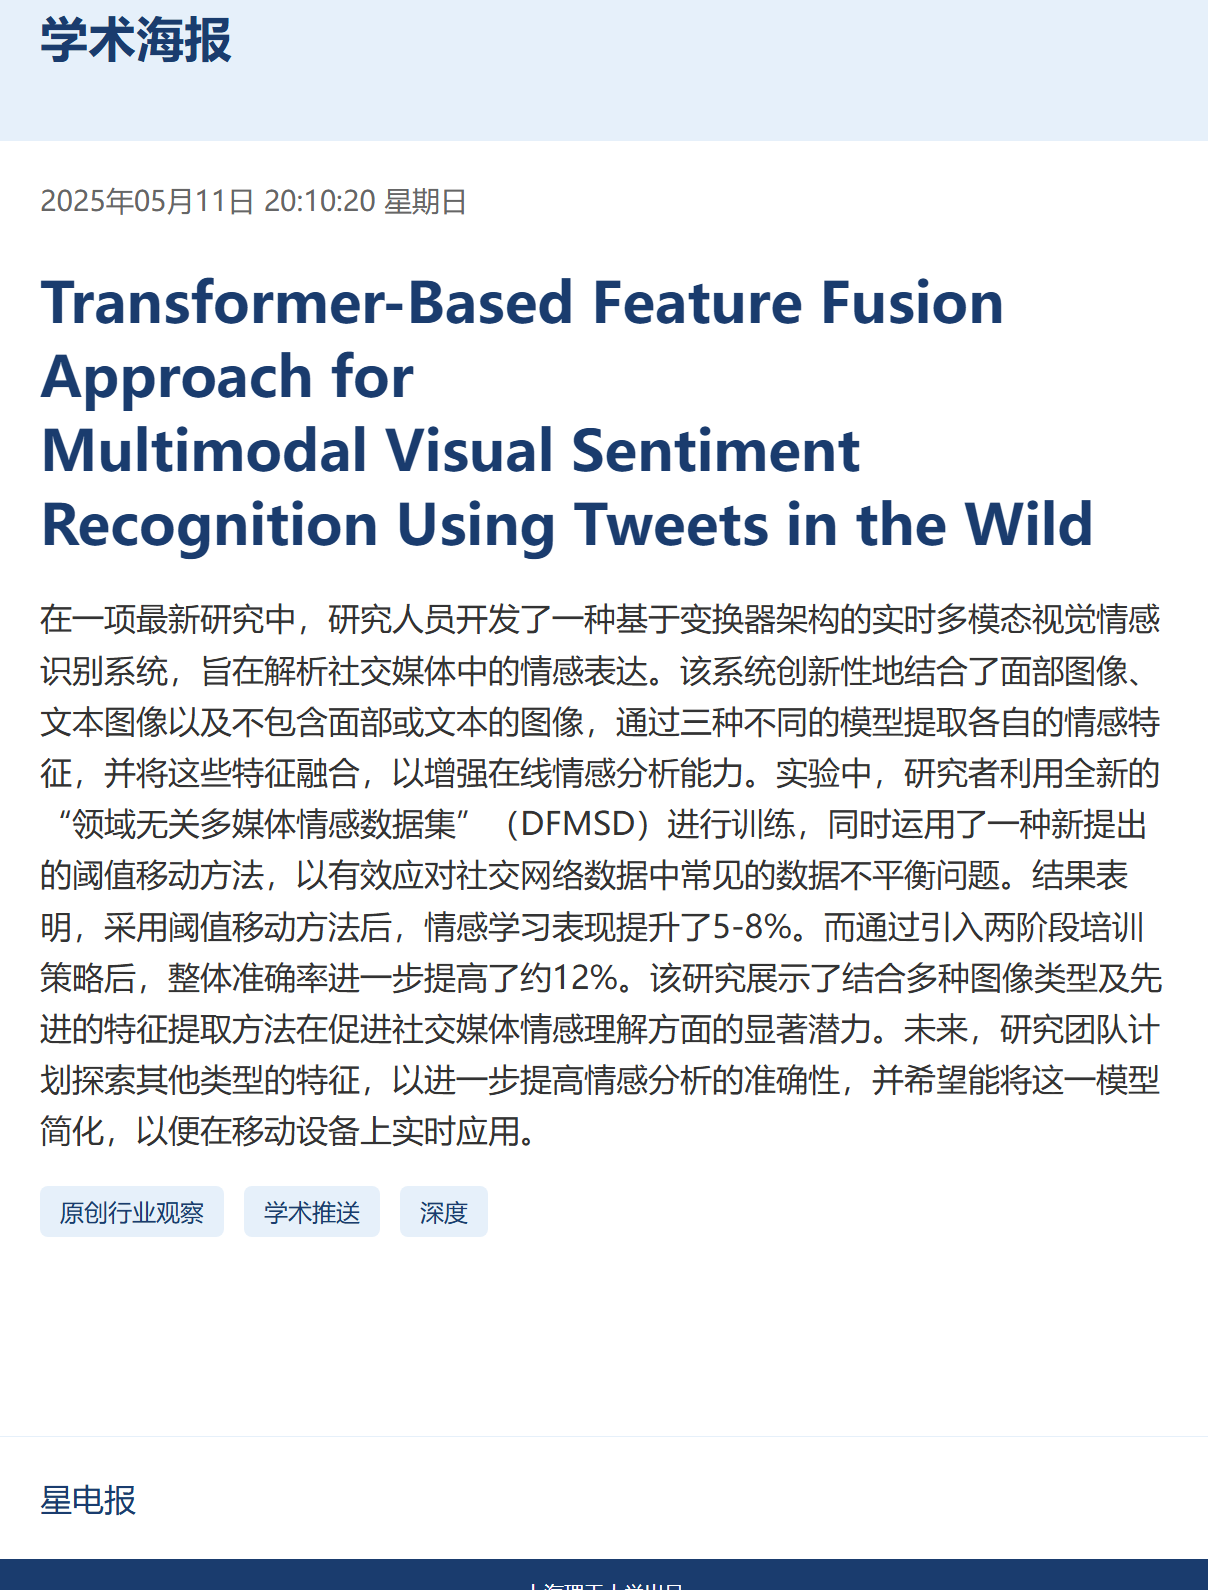 学术海报
2025年05月11日 20:10:20 星期日
Transformer-Based Feature Fusion
Approach for
Multimodal Visual Sentiment
Recognition Using Tweets in the Wild
在一项最新研究中，研究人员开发了一种基于变换器架构的实时多模态视觉情感
识别系统，旨在解析社交媒体中的情感表达。该系统创新性地结合了面部图像、
文本图像以及不包含面部或文本的图像，通过三种不同的模型提取各自的情感特
征，并将这些特征融合，以增强在线情感分析能力。实验中，研究者利用全新的
“领域无关多媒体情感数据集”（DFMSD）进行训练，同时运用了一种新提出
的阈值移动方法，以有效应对社交网络数据中常见的数据不平衡问题。结果表
明，采用阈值移动方法后，情感学习表现提升了5-8%。而通过引入两阶段培训
策略后，整体准确率进一步提高了约12%。该研究展示了结合多种图像类型及先
进的特征提取方法在促进社交媒体情感理解方面的显著潜力。未来，研究团队计
划探索其他类型的特征，以进一步提高情感分析的准确性，并希望能将这一模型
简化，以便在移动设备上实时应用。
原创行业观察 学术推送 深度
星电报